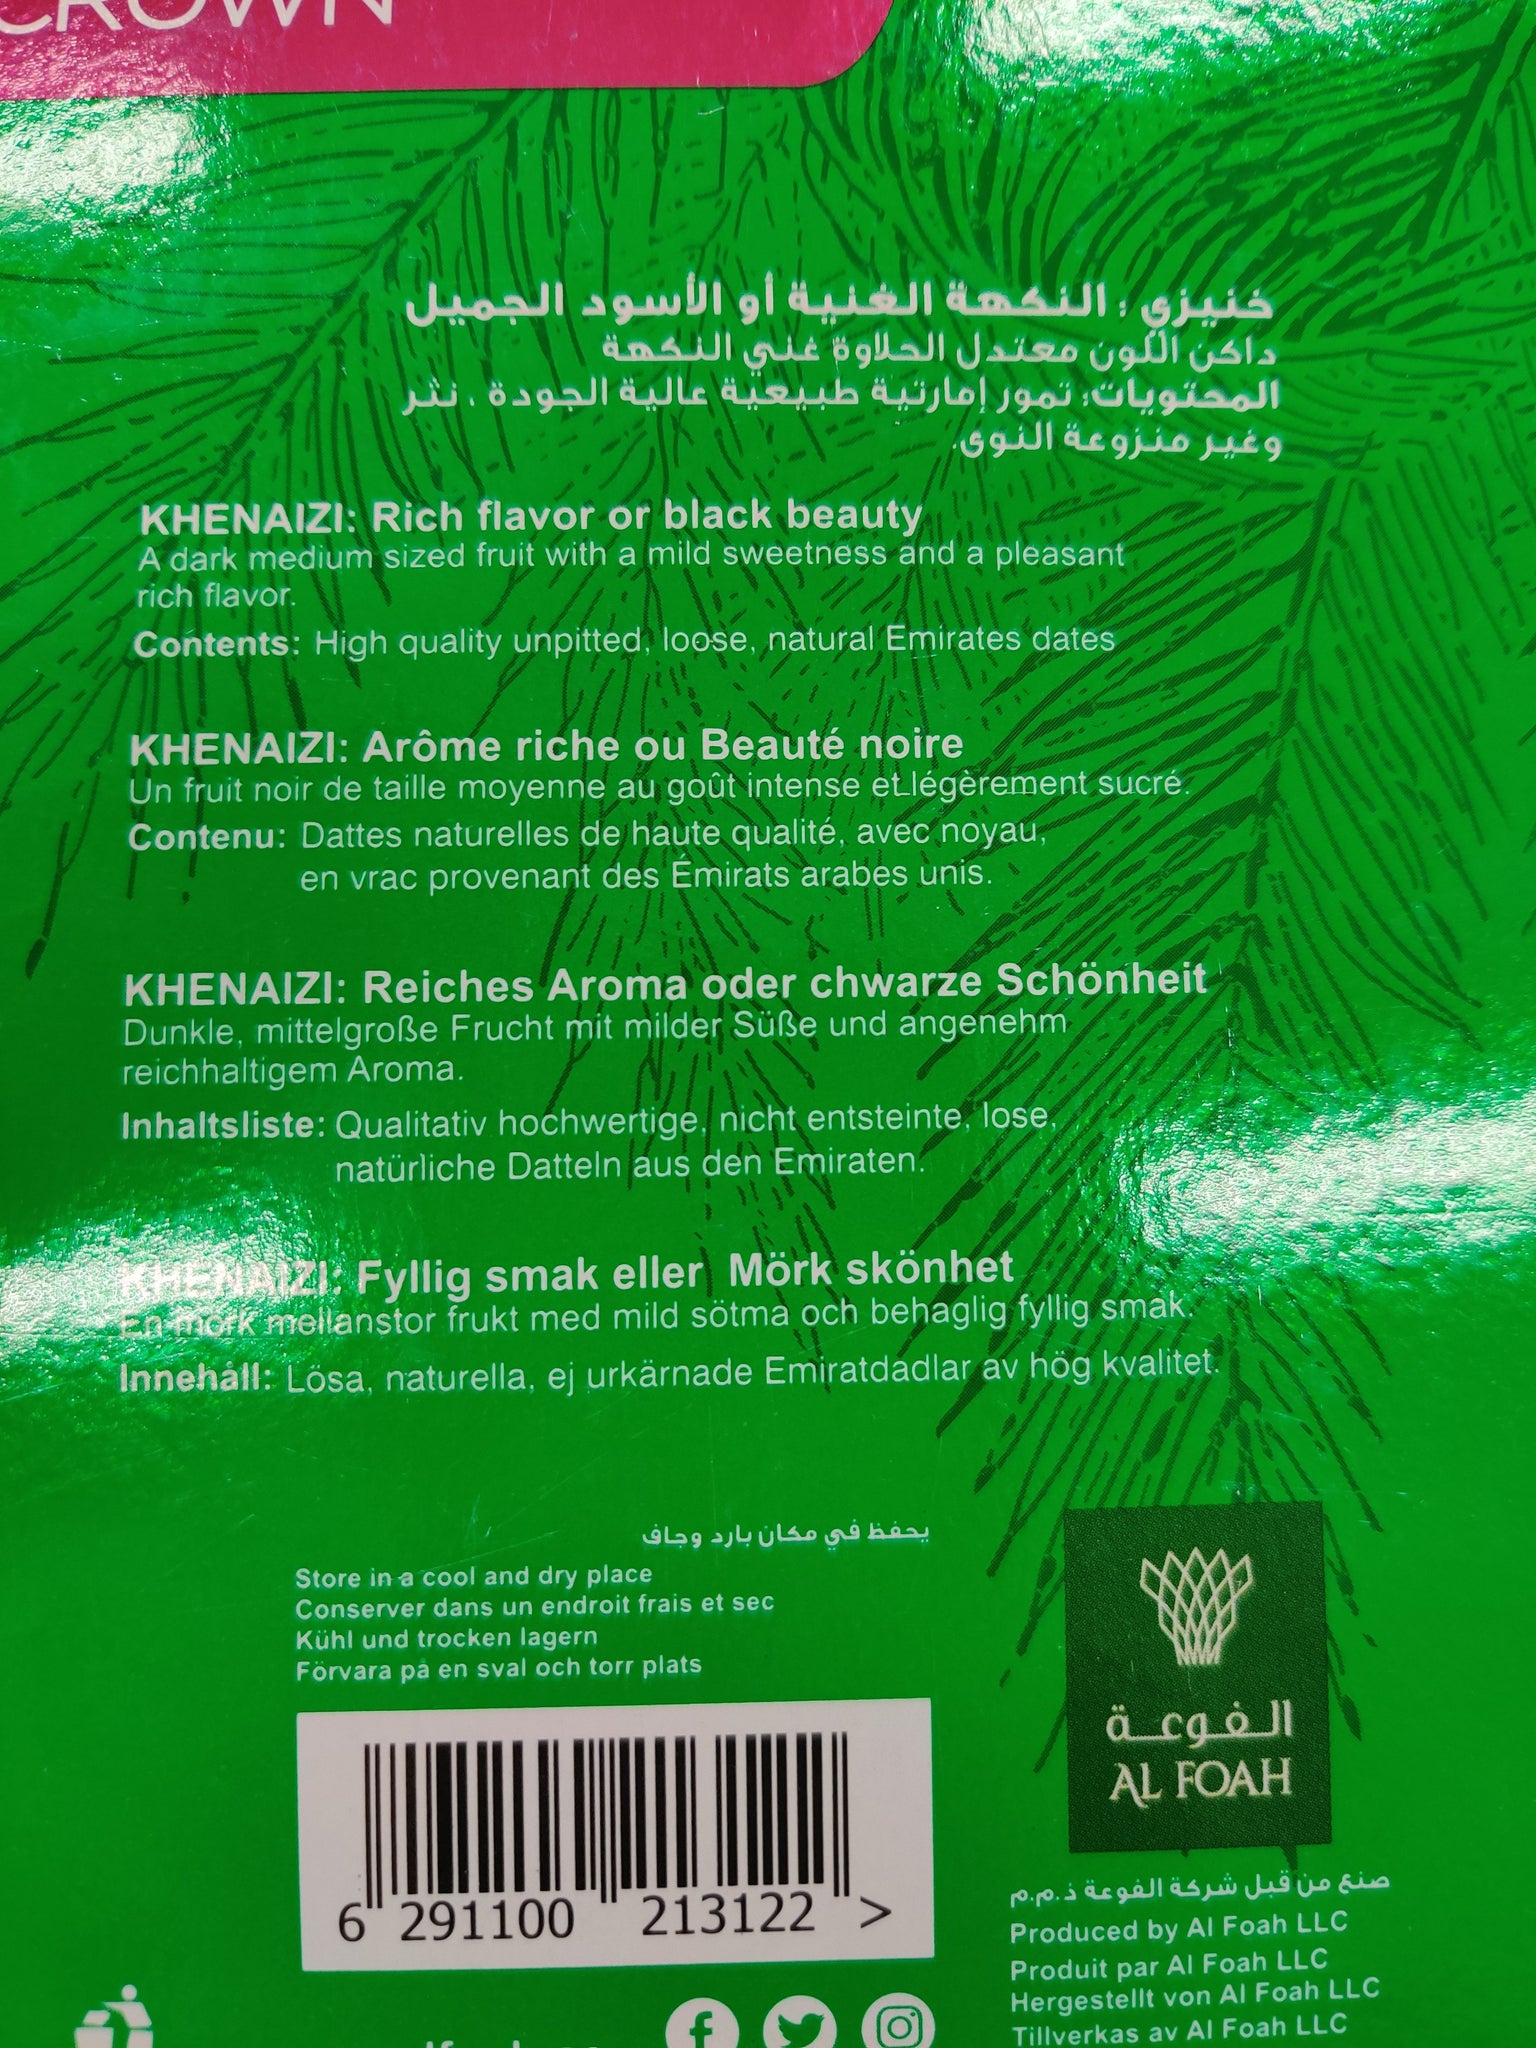 CROWN
خنيزي : النكهة الغنية أو الأسود الجميل
داكن اللون معتدل الحلاوة غني النكهة
المحتويات: تمور إمارتية طبيعية عالية الجودة ، نثر
وغير منزوعة النوى.
KHENAIZI: Rich flavor or black beauty
A dark medium sized fruit with a mild sweetness and a pleasant
rich flavor.
Contents: High quality unpitted, loose, natural Emirates dates
KHENAIZI: Arôme riche ou Beauté noire
Un fruit noir de taille moyenne au goût intense et légèrement sucré.
Contenu: Dattes naturelles de haute qualité, avec noyau,
en vrac provenant des Émirats arabes unis.
KHENAIZI: Reiches Aroma oder chwarze Schönheit
Dunkle, mittelgroße Frucht mit milder Süße und angenehm
reichhaltigem Aroma.
Inhaltsliste: Qualitativ hochwertige, nicht entsteinte, lose,
natürliche Datteln aus den Emiraten.
KHENAIZI: Fyllig smak eller Mörk skönhet
En mörk mellanstor frukt med mild sötma och behaglig fyllig smak.
Innehåll: Lösa, naturella, ej urkärnade Emiratdadlar av hög kvalitet.
يحفظ في مكان بارد وجاف
Store in a cool and dry place
Conserver dans un endroit frais et sec
Kühl und trocken lagern
Förvara på en sval och torr plats
6 291100 213122 >
الفوعة
AL FOAH
صنع من قبل شركة الفوعة ذ.م.م
Produced by Al Foah LLC
Produit par Al Foah LLC
Hergestellt von Al Foah LLC
Tillverkas av Al Foah LLC